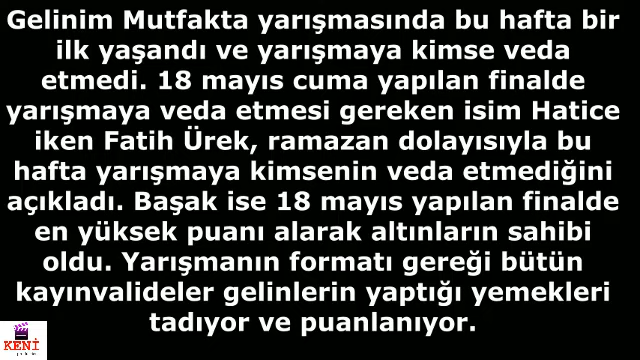 Gelinim Mutfakta yarışmasında bu hafta bir
ilk yaşandı ve yarışmaya kimse veda
etmedi. 18 mayıs cuma yapılan finalde
yarışmaya veda etmesi gereken isim Hatice
iken Fatih Ürek, ramazan dolayısıyla bu
hafta yarışmaya kimsenin veda etmediğini
açıkladı. Başak ise 18 mayıs yapılan finalde
en yüksek puanı alarak altınların sahibi
oldu. Yarışmanın formatı gereği bütün
kayınvalideler gelinlerin yaptığı yemekleri
tadıyor ve puanlanıyor.
KENİ